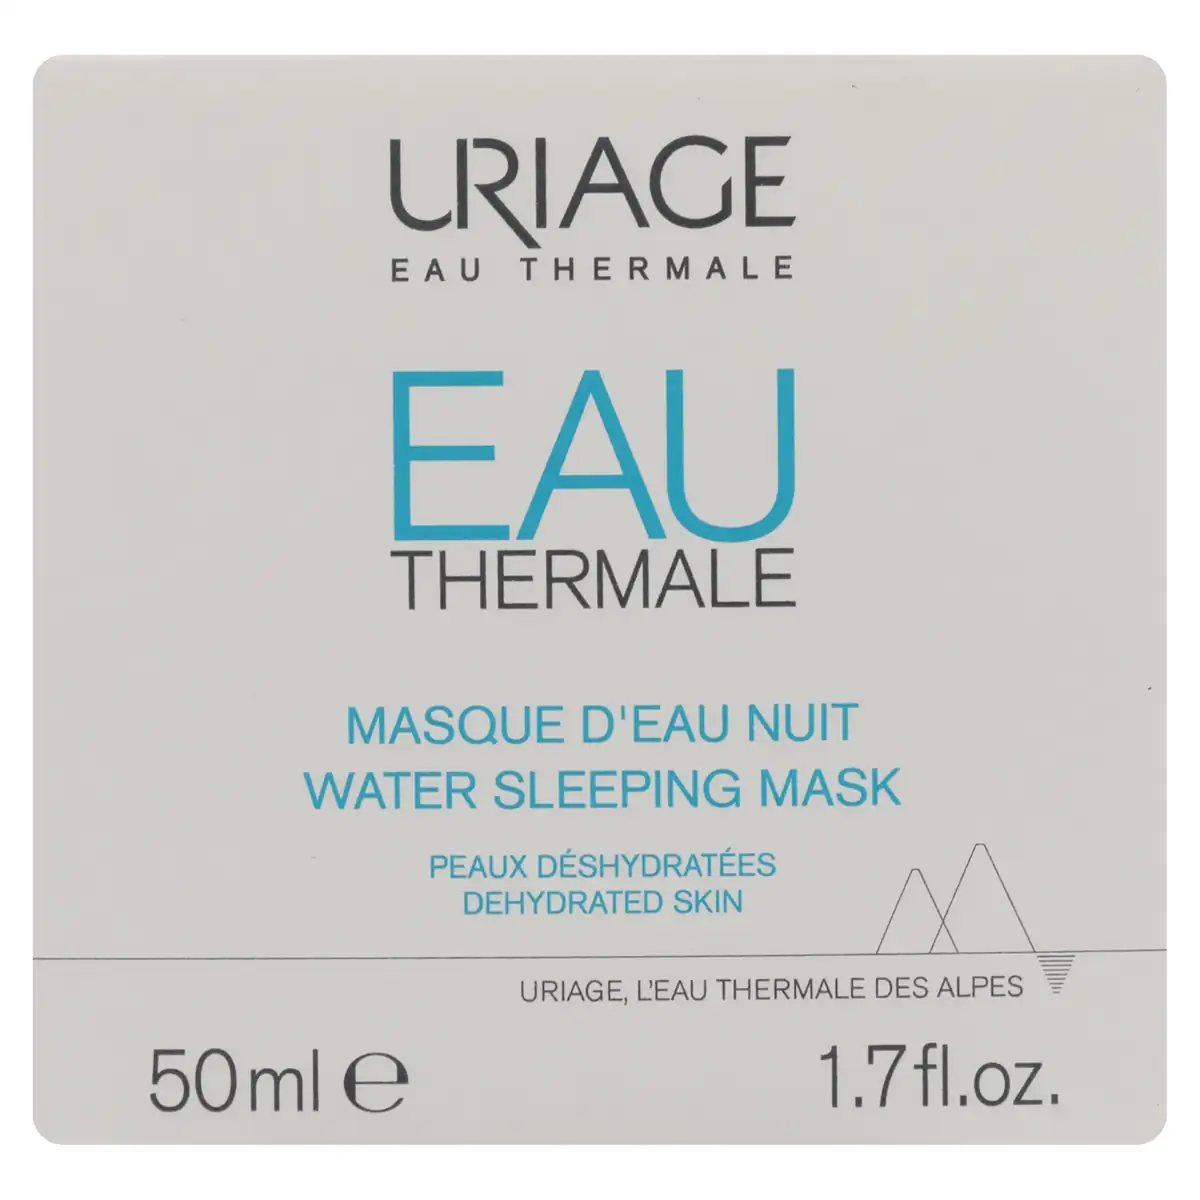 URIAGE
EAU THERMALE
EAU
THERMALE
MASQUE D'EAU NUIT
WATER SLEEPING MASK
PEAUX DÉSHYDRATÉES
DEHYDRATED SKIN
URIAGE, L'EAU THERMALE DES ALPES
50ml ℮ 1.7fl.oz.